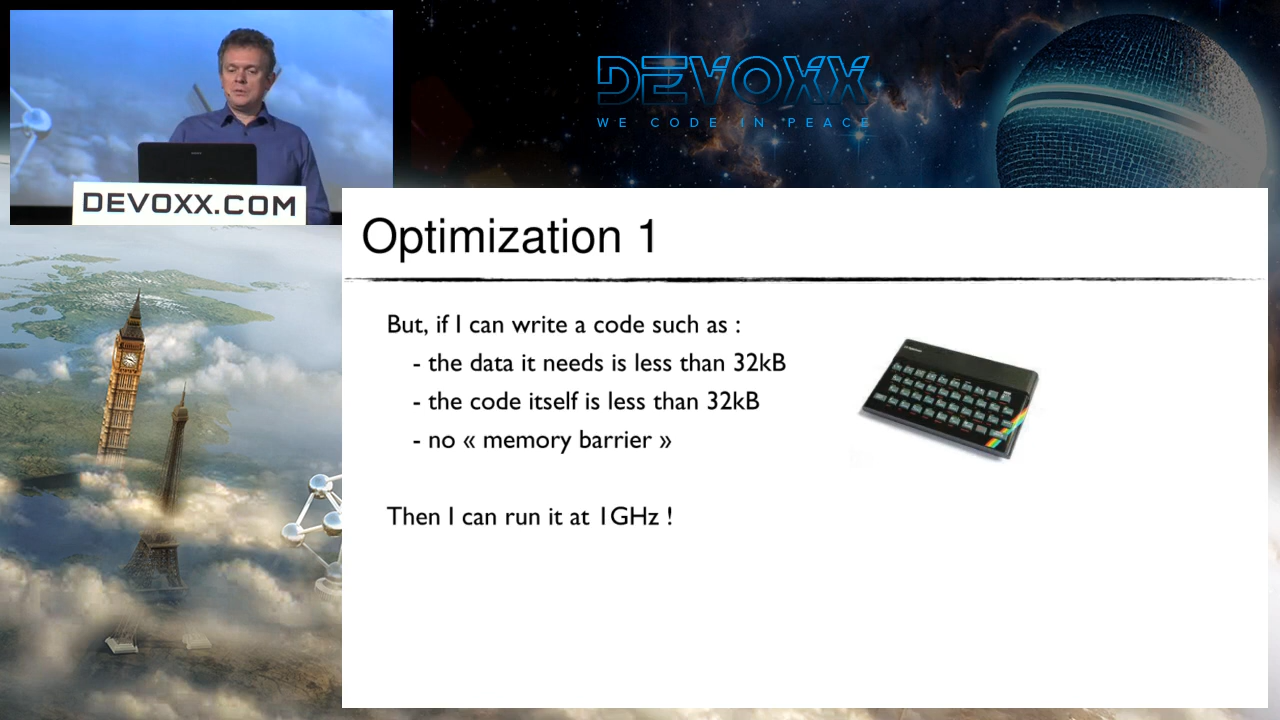 DEVOXX
WE CODE IN PEACE
DEVOXX.COM
Optimization 1
But, if I can write a code such as :
- the data it needs is less than 32kB
- the code itself is less than 32kB
- no « memory barrier »
Then I can run it at 1GHz !